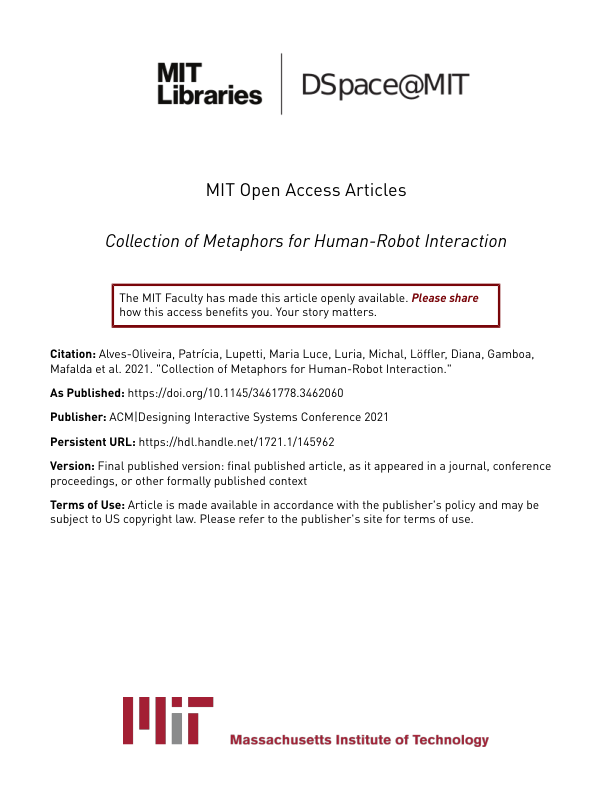 MIT
Libraries
DSpace@MIT
MIT Open Access Articles
Collection of Metaphors for Human-Robot Interaction
The MIT Faculty has made this article openly available. Please share
how this access benefits you. Your story matters.
Citation: Alves-Oliveira, Patrícia, Lupetti, Maria Luce, Luria, Michal, Löffler, Diana, Gamboa,
Mafalda et al. 2021. "Collection of Metaphors for Human-Robot Interaction."
As Published: https://doi.org/10.1145/3461778.3462060
Publisher: ACM|Designing Interactive Systems Conference 2021
Persistent URL: https://hdl.handle.net/1721.1/145962
Version: Final published version: final published article, as it appeared in a journal, conference
proceedings, or other formally published context
Terms of Use: Article is made available in accordance with the publisher's policy and may be
subject to US copyright law. Please refer to the publisher's site for terms of use.
MIT
Massachusetts Institute of Technology